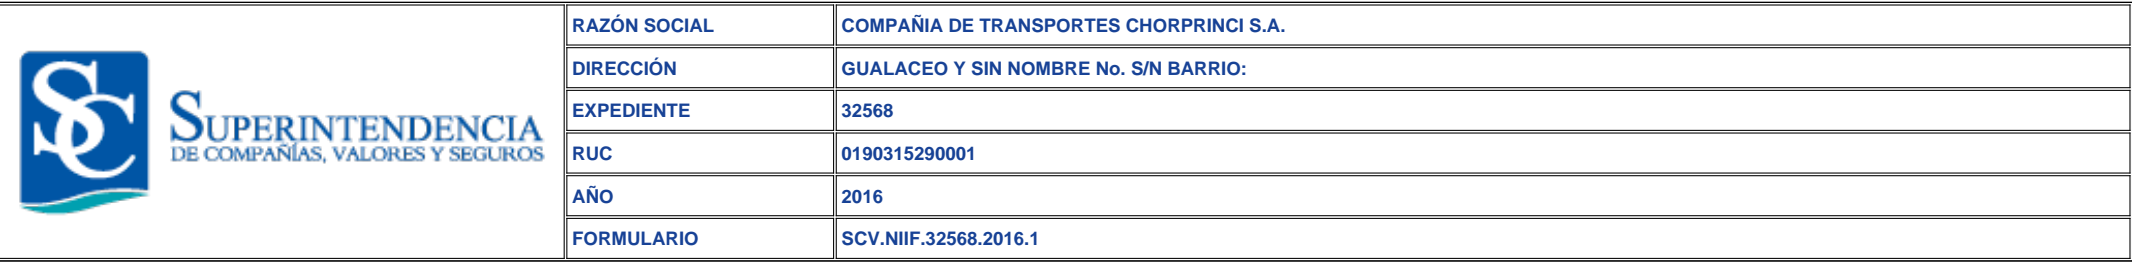 SC
SUPERINTENDENCIA
DE COMPAÑÍAS, VALORES Y SEGUROS
RAZÓN SOCIAL COMPAÑIA DE TRANSPORTES CHORPRINCI S.A.
DIRECCIÓN GUALACEO Y SIN NOMBRE No. S/N BARRIO:
EXPEDIENTE 32568
RUC 0190315290001
AÑO 2016
FORMULARIO SCV.NIIF.32568.2016.1